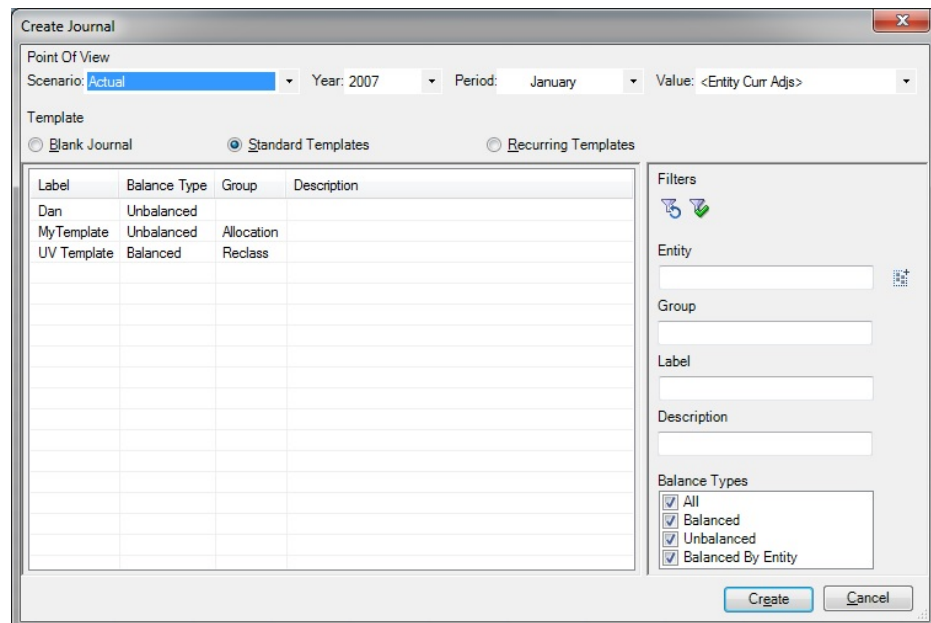 Create Journal
Point Of View
Scenario: Actual Year: 2007 Period: January Value: <Entity Curr Adjs>
Template
Blank Journal Standard Templates Recurring Templates
Label Balance Type Group Description
Dan Unbalanced
MyTemplate Unbalanced Allocation
UV Template Balanced Reclass
Filters
Entity
Group
Label
Description
Balance Types
All
Balanced
Unbalanced
Balanced By Entity
Create Cancel